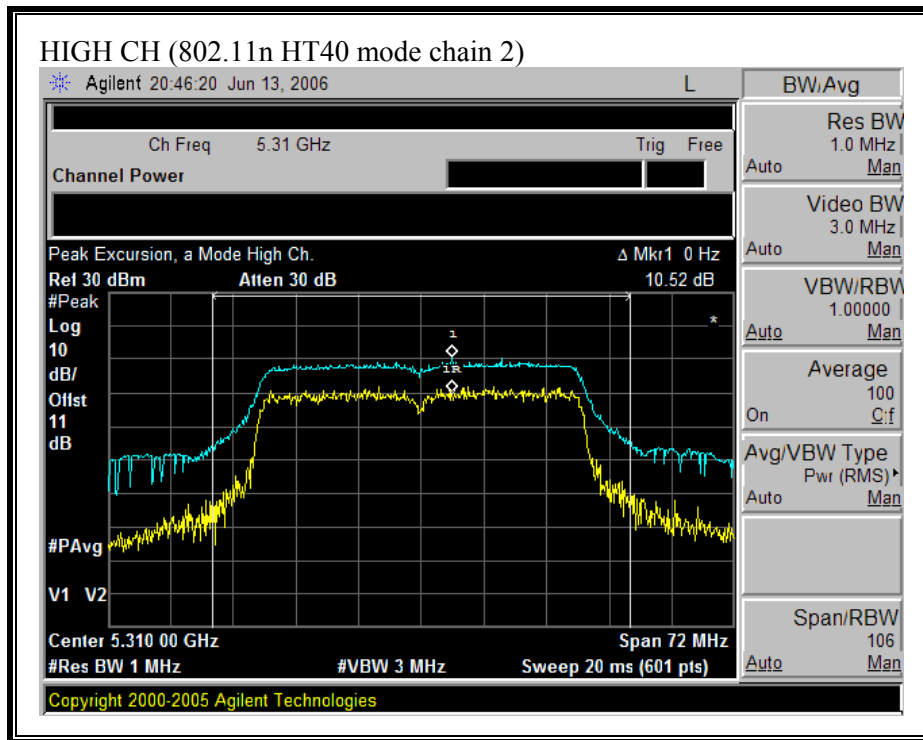 HIGH CH (802.11n HT40 mode chain 2)
Agilent 20:46:20 Jun 13, 2006 L
BW/Avg
Ch Freq 5.31 GHz Trig Free
Channel Power
Res BW
1.0 MHz
Auto Man
Video BW
3.0 MHz
Auto Man
Peak Excursion, a Mode High Ch.
Δ Mkr1 0 Hz
Ref 30 dBm Atten 30 dB 10.52 dB
#Peak
Log
10
dB/
Offst
11
dB
1
1R
*
#PAvg
V1 V2
VBW/RBW
1.00000
Auto Man
Average
100
On Off
Avg/VBW Type
Pwr (RMS)
Auto Man
Span/RBW
106
Auto Man
Center 5.310 00 GHz Span 72 MHz
#Res BW 1 MHz #VBW 3 MHz Sweep 20 ms (601 pts)
Copyright 2000-2005 Agilent Technologies